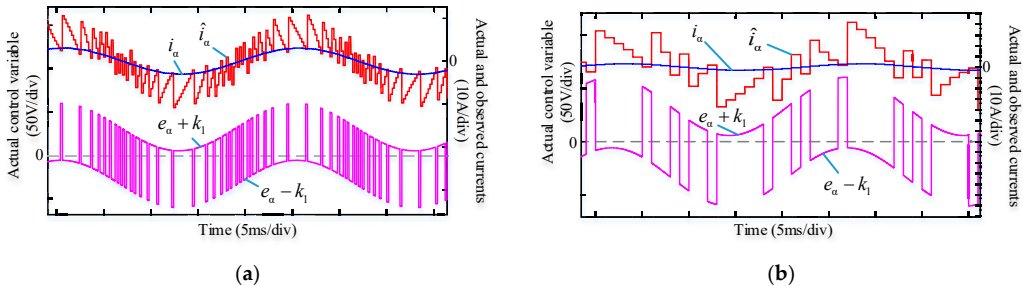 Actual control variable
(50V/div)
0
i_α
î_α
e_α + k_1
e_α − k_1
0
Actual and observed currents
(10A/div)
Time (5ms/div)
(a)
Actual control variable
(50V/div)
0
i_α
î_α
e_α + k_1
e_α − k_1
0
Actual and observed currents
(10A/div)
Time (5ms/div)
(b)